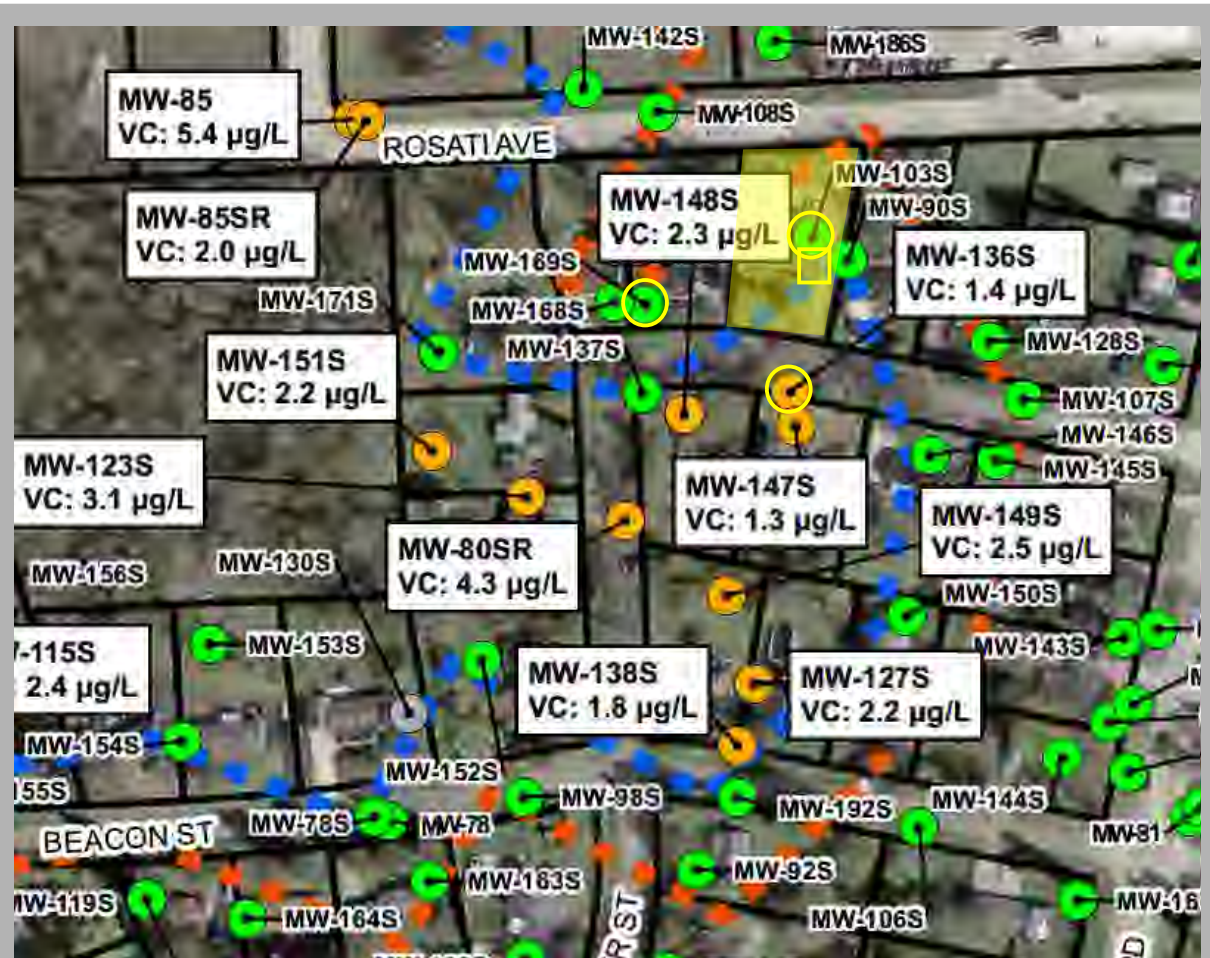 MW-142S
MW-186S
MW-85
VC: 5.4 µg/L
MW-108S
ROSATI AVE
MW-103S
MW-148S
VC: 2.3 µg/L
MW-90S
MW-85SR
VC: 2.0 µg/L
MW-136S
VC: 1.4 µg/L
MW-169S
MW-171S
MW-168S
MW-137S
MW-128S
MW-151S
VC: 2.2 µg/L
MW-107S
MW-146S
MW-145S
MW-123S
VC: 3.1 µg/L
MW-147S
VC: 1.3 µg/L
MW-149S
VC: 2.5 µg/L
MW-80SR
VC: 4.3 µg/L
MW-130S
MW-156S
MW-150S
MW-153S
MW-143S
-115S
2.4 µg/L
MW-138S
VC: 1.8 µg/L
MW-127S
VC: 2.2 µg/L
MW-154S
MW-152S
155S
MW-98S
MW-192S
MW-144S
MW-78S
MW-78
MW-81
BEACON ST
MW-92S
MW-163S
MW-119S
MW-164S
MW-106S
MW-16
R ST
D